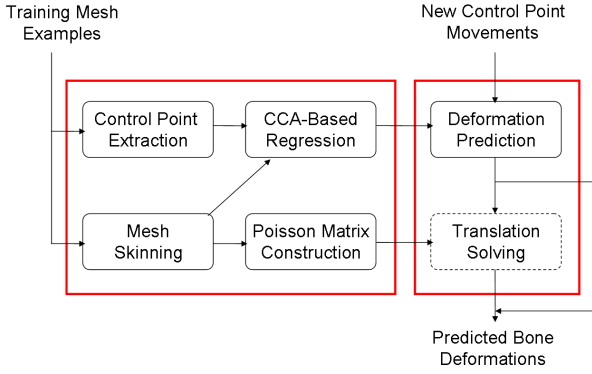 Training Mesh
Examples
New Control Point
Movements
Control Point
Extraction
CCA-Based
Regression
Deformation
Prediction
Mesh
Skinning
Poisson Matrix
Construction
Translation
Solving
Predicted Bone
Deformations